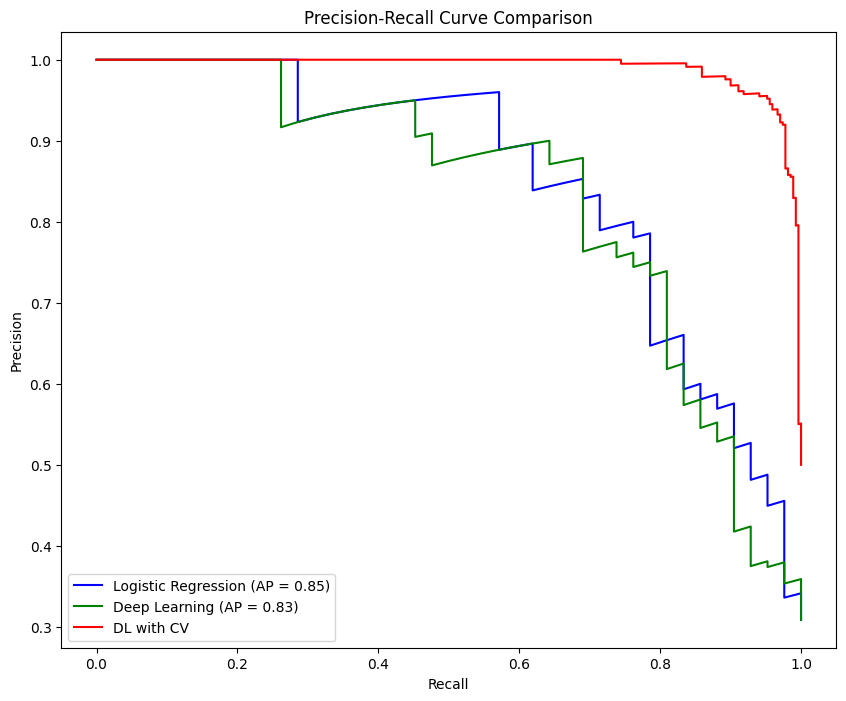 Precision-Recall Curve Comparison
Precision
1.0
0.9
0.8
0.7
0.6
0.5
0.4
0.3
Logistic Regression (AP = 0.85)
Deep Learning (AP = 0.83)
DL with CV
0.0 0.2 0.4 0.6 0.8 1.0
Recall